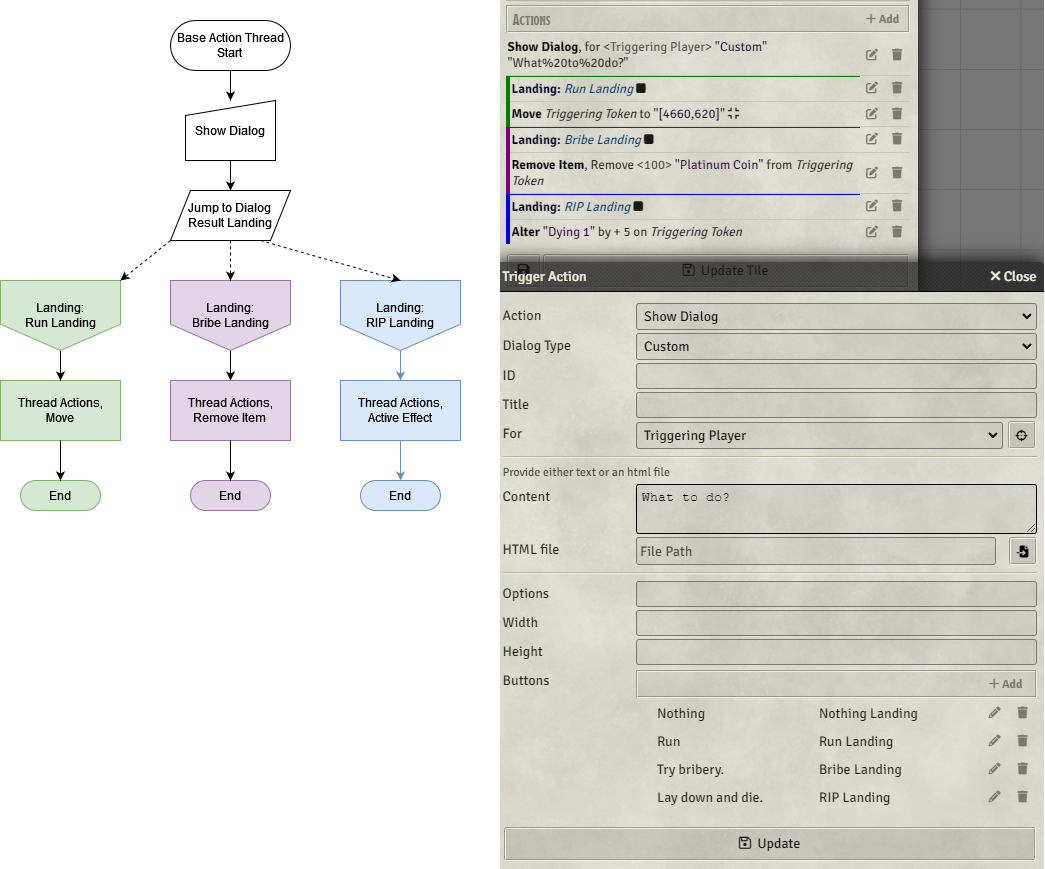 Base Action Thread
Start
Show Dialog
Jump to Dialog
Result Landing
Landing:
Run Landing
Landing:
Bribe Landing
Landing:
RIP Landing
Thread Actions,
Move
Thread Actions,
Remove Item
Thread Actions,
Active Effect
End
End
End
Actions
+ Add
Show Dialog, for <Triggering Player> "Custom"
"What%20to%20do?"
Landing: Run Landing
Move Triggering Token to "[4660,620]"
Landing: Bribe Landing
Remove Item, Remove <100> "Platinum Coin" from Triggering
Token
Landing: RIP Landing
Alter "Dying 1" by + 5 on Triggering Token
Update Tile
Trigger Action
Close
Action
Show Dialog
Dialog Type
Custom
ID
Title
For
Triggering Player
Provide either text or an html file
Content
What to do?
HTML file
File Path
Options
Width
Height
Buttons
+ Add
Nothing
Nothing Landing
Run
Run Landing
Try bribery.
Bribe Landing
Lay down and die.
RIP Landing
Update